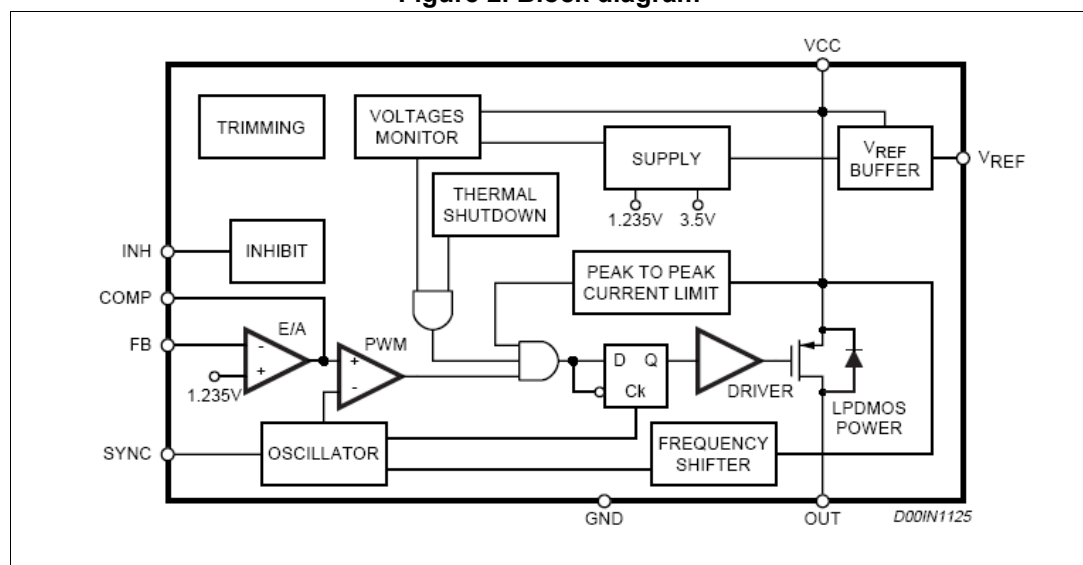 Figure 2. Block diagram
VCC
TRIMMING
VOLTAGES
MONITOR
SUPPLY
VREF
BUFFER
VREF
THERMAL
SHUTDOWN
1.235V
3.5V
INH
INHIBIT
PEAK TO PEAK
CURRENT LIMIT
COMP
E/A
FB
-
+
1.235V
PWM
+
-
D Q
Ck
DRIVER
LPDMOS
POWER
SYNC
OSCILLATOR
FREQUENCY
SHIFTER
GND
OUT
D00IN1125